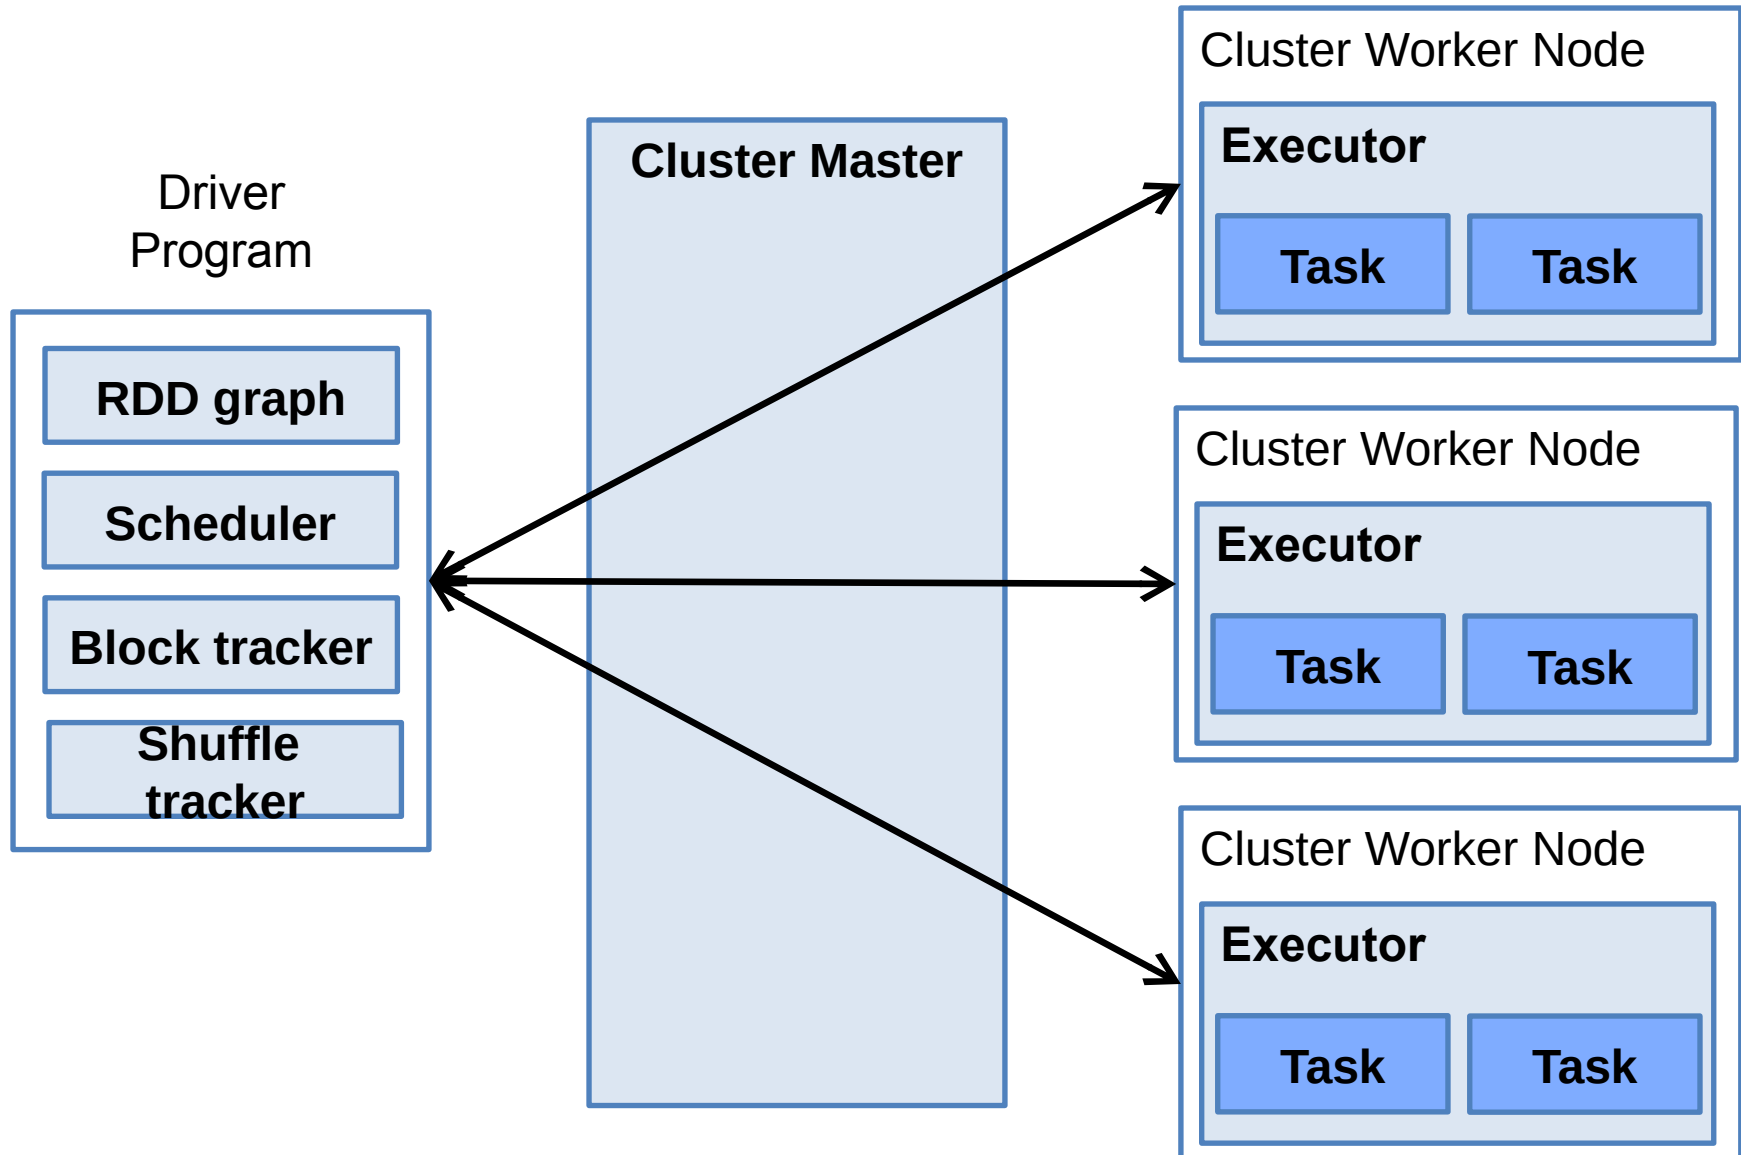 Driver
Program
RDD graph
Scheduler
Block tracker
Shuffle
tracker
Cluster Master
Cluster Worker Node
Executor
Task Task
Cluster Worker Node
Executor
Task Task
Cluster Worker Node
Executor
Task Task